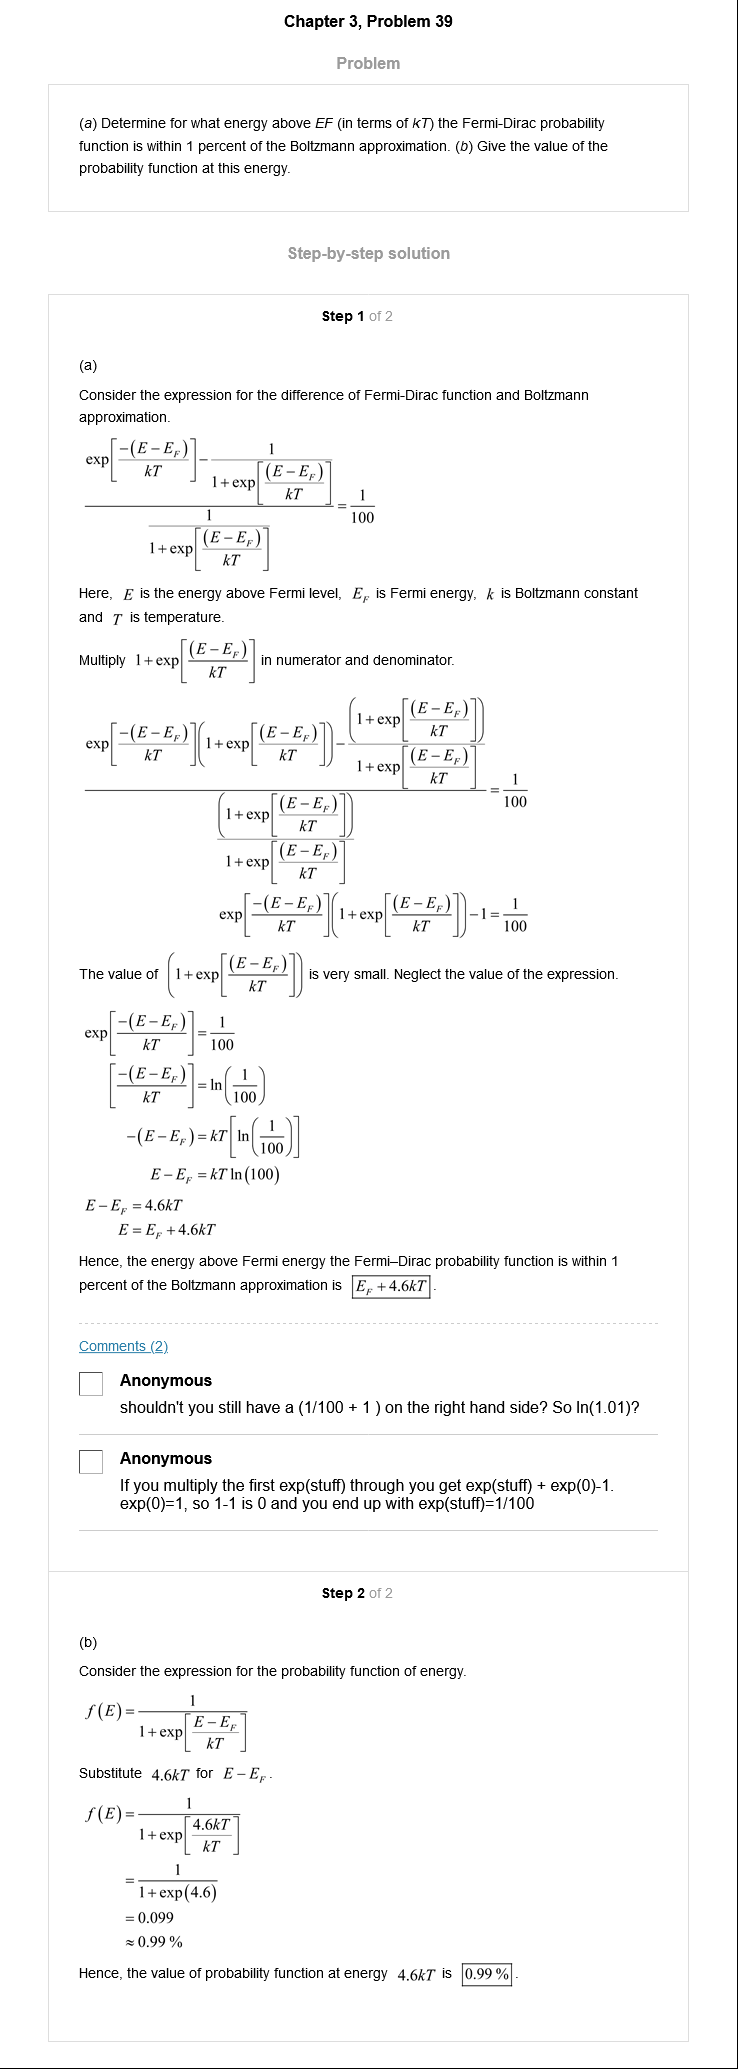 Chapter 3, Problem 39
Problem
(a) Determine for what energy above EF (in terms of kT) the Fermi-Dirac probability
function is within 1 percent of the Boltzmann approximation. (b) Give the value of the
probability function at this energy.
Step-by-step solution
Step 1 of 2
(a)
Consider the expression for the difference of Fermi-Dirac function and Boltzmann
approximation.
\frac{\exp\left[\frac{-(E-E_F)}{kT}\right]-\frac{1}{1+\exp\left[\frac{(E-E_F)}{kT}\right]}}{\frac{1}{1+\exp\left[\frac{(E-E_F)}{kT}\right]}}=\frac{1}{100}
Here, E is the energy above Fermi level, E_F is Fermi energy, k is Boltzmann constant
and T is temperature.
Multiply 1+\exp\left[\frac{(E-E_F)}{kT}\right] in numerator and denominator.
\frac{\exp\left[\frac{-(E-E_F)}{kT}\right]\left(1+\exp\left[\frac{(E-E_F)}{kT}\right]\right)-\frac{\left(1+\exp\left[\frac{(E-E_F)}{kT}\right]\right)}{1+\exp\left[\frac{(E-E_F)}{kT}\right]}}{\frac{\left(1+\exp\left[\frac{(E-E_F)}{kT}\right]\right)}{1+\exp\left[\frac{(E-E_F)}{kT}\right]}}=\frac{1}{100}
\exp\left[\frac{-(E-E_F)}{kT}\right]\left(1+\exp\left[\frac{(E-E_F)}{kT}\right]\right)-1=\frac{1}{100}
The value of \left(1+\exp\left[\frac{(E-E_F)}{kT}\right]\right) is very small. Neglect the value of the expression.
\exp\left[\frac{-(E-E_F)}{kT}\right]=\frac{1}{100}
\left[\frac{-(E-E_F)}{kT}\right]=\ln\left(\frac{1}{100}\right)
-(E-E_F)=kT\left[\ln\left(\frac{1}{100}\right)\right]
E-E_F=kT\ln(100)
E-E_F=4.6kT
E=E_F+4.6kT
Hence, the energy above Fermi energy the Fermi–Dirac probability function is within 1
percent of the Boltzmann approximation is E_F+4.6kT.
Comments (2)
Anonymous
shouldn't you still have a (1/100 + 1 ) on the right hand side? So ln(1.01)?
Anonymous
If you multiply the first exp(stuff) through you get exp(stuff) + exp(0)-1.
exp(0)=1, so 1-1 is 0 and you end up with exp(stuff)=1/100
Step 2 of 2
(b)
Consider the expression for the probability function of energy.
f(E)=\frac{1}{1+\exp\left[\frac{E-E_F}{kT}\right]}
Substitute 4.6kT for E-E_F.
f(E)=\frac{1}{1+\exp\left[\frac{4.6kT}{kT}\right]}
=\frac{1}{1+\exp(4.6)}
=0.099
≈0.99 %
Hence, the value of probability function at energy 4.6kT is 0.99 %.